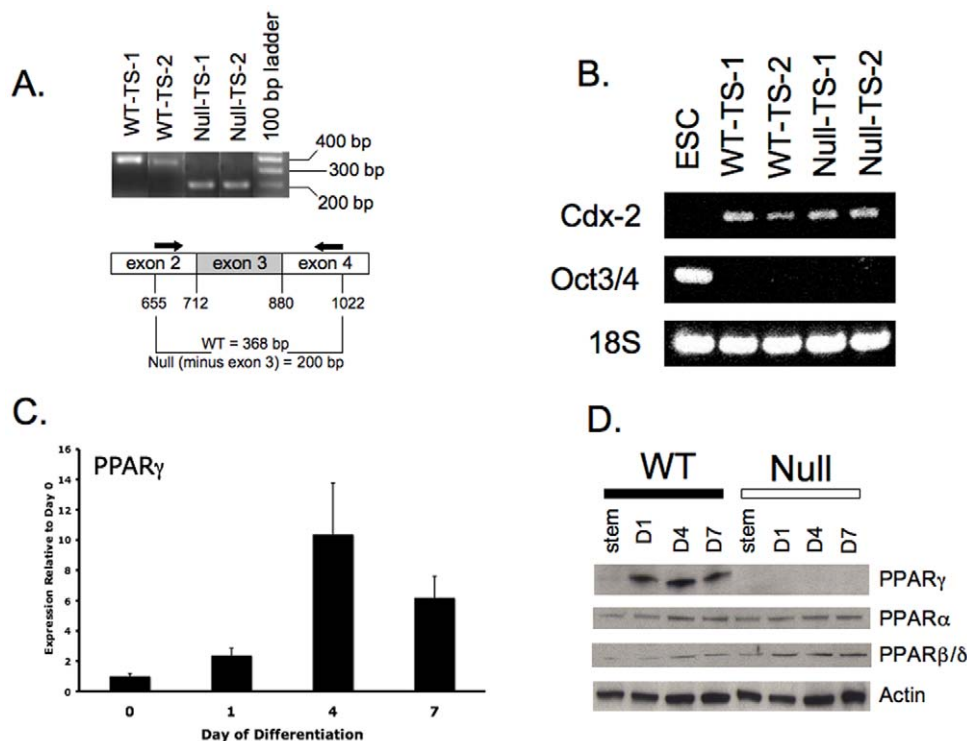 A.
WT-TS-1
WT-TS-2
Null-TS-1
Null-TS-2
100 bp ladder
400 bp
300 bp
200 bp
exon 2
exon 3
exon 4
655
712
880
1022
WT = 368 bp
Null (minus exon 3) = 200 bp
B.
ESC
WT-TS-1
WT-TS-2
Null-TS-1
Null-TS-2
Cdx-2
Oct3/4
18S
C.
PPARγ
Expression Relative to Day 0
16
14
12
10
8
6
4
2
0
0
1
4
7
Day of Differentiation
D.
WT
Null
stem
D1
D4
D7
stem
D1
D4
D7
PPARγ
PPARα
PPARβ/δ
Actin